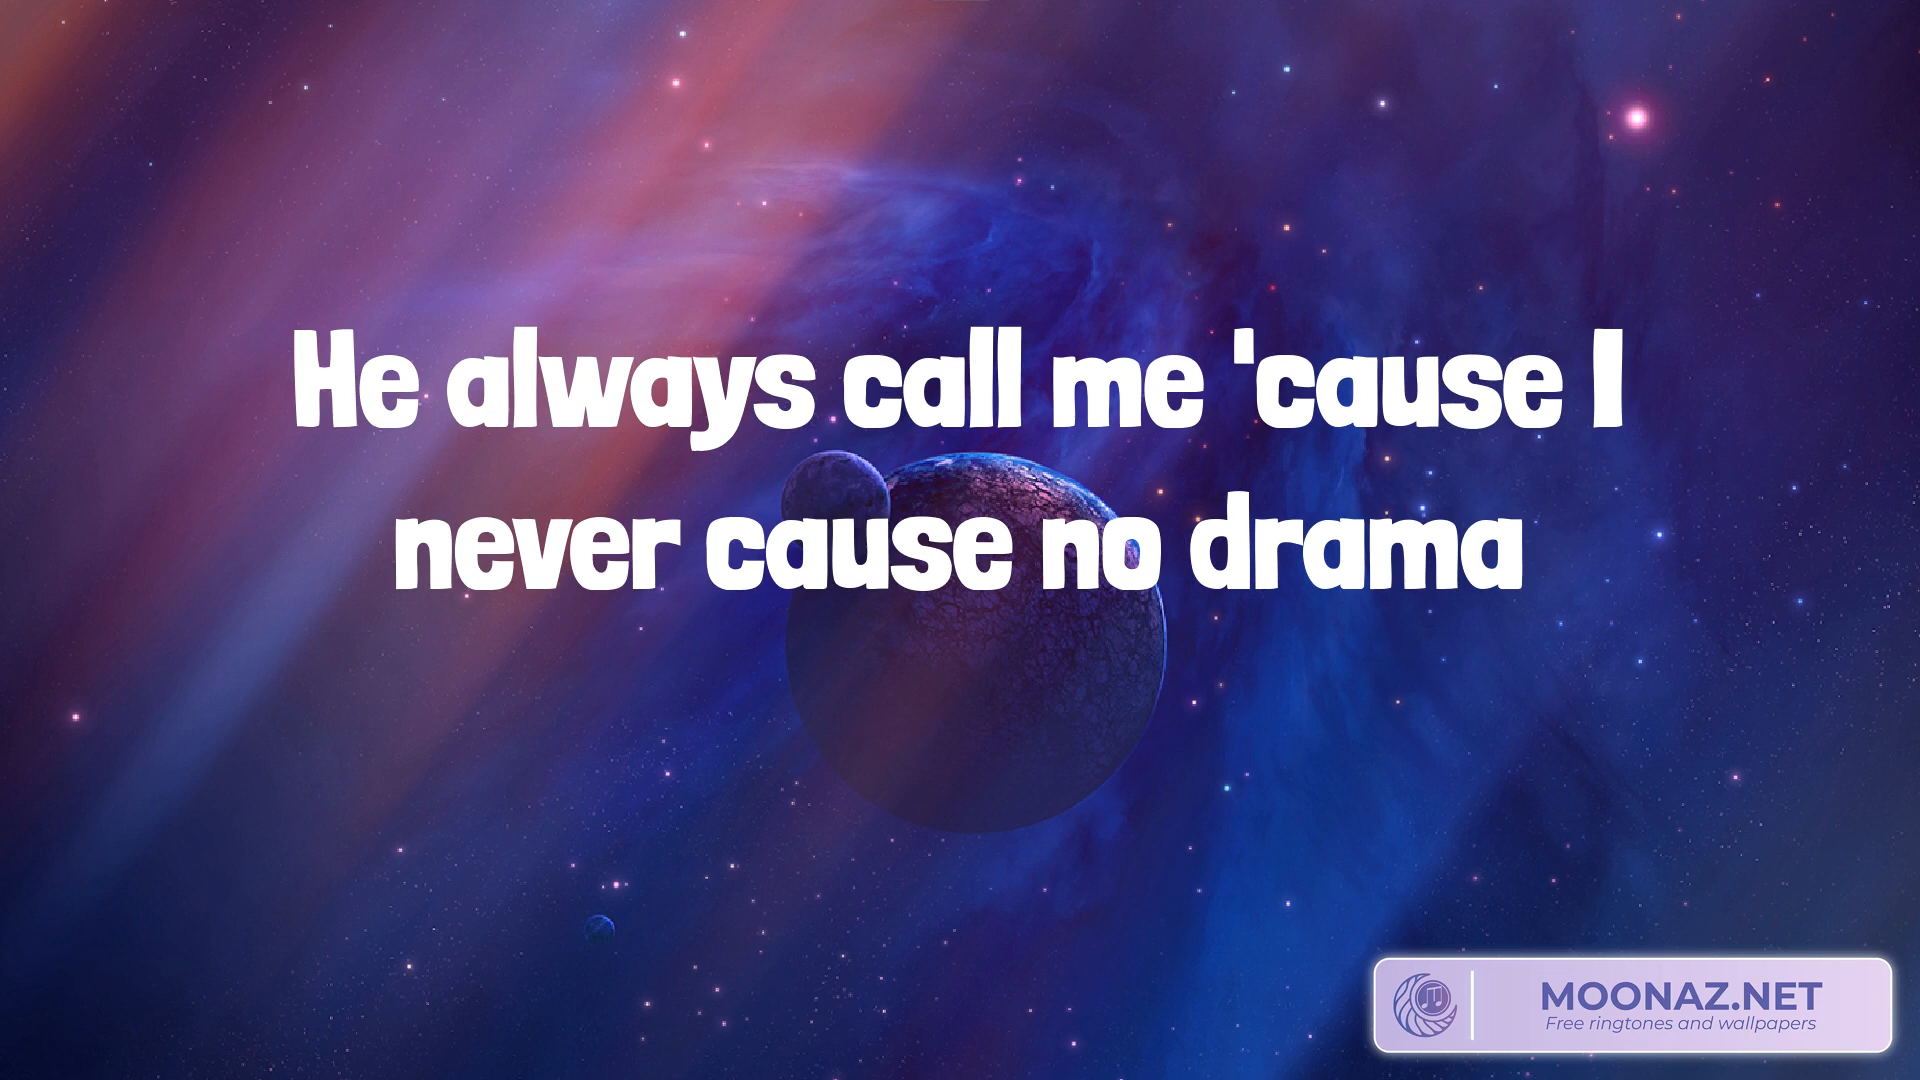 He always call me 'cause I
never cause no drama
MOONAZ.NET
Free ringtones and wallpapers